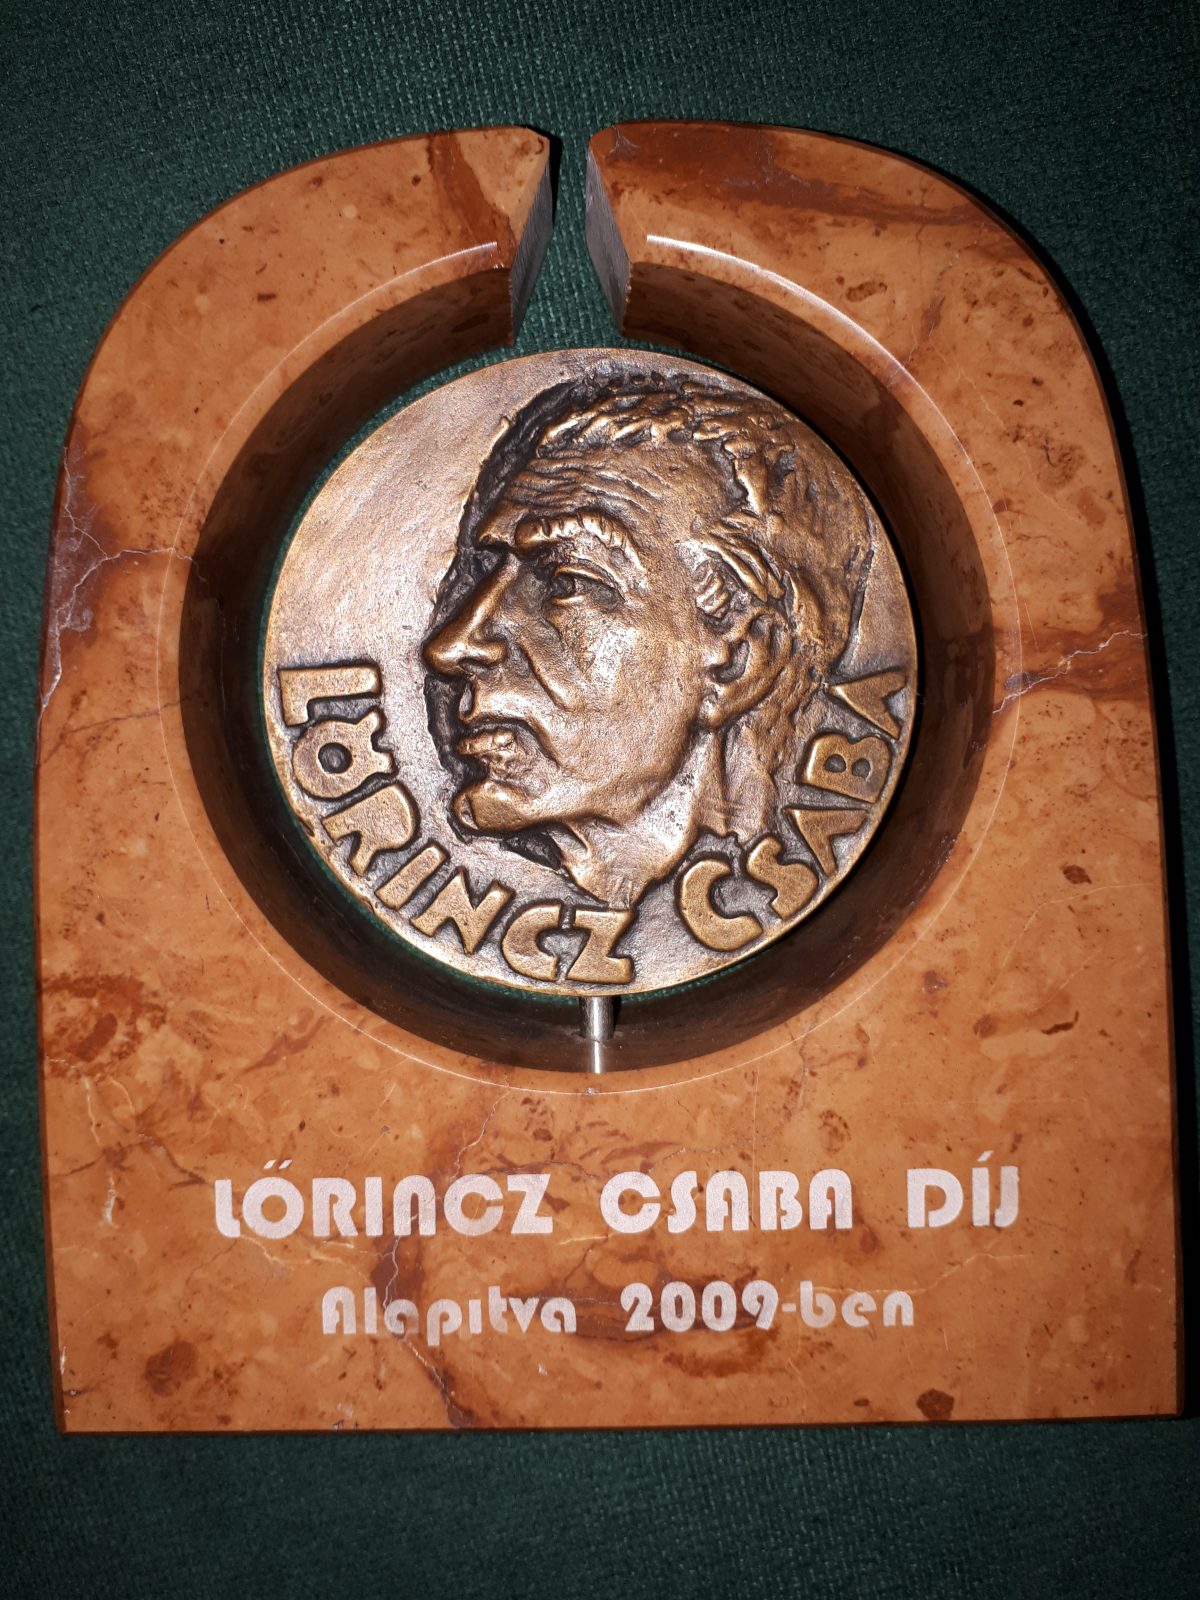 LŐRINCZ CSABA
LŐRINCZ CSABA DÍJ
Alapitva 2009-ben